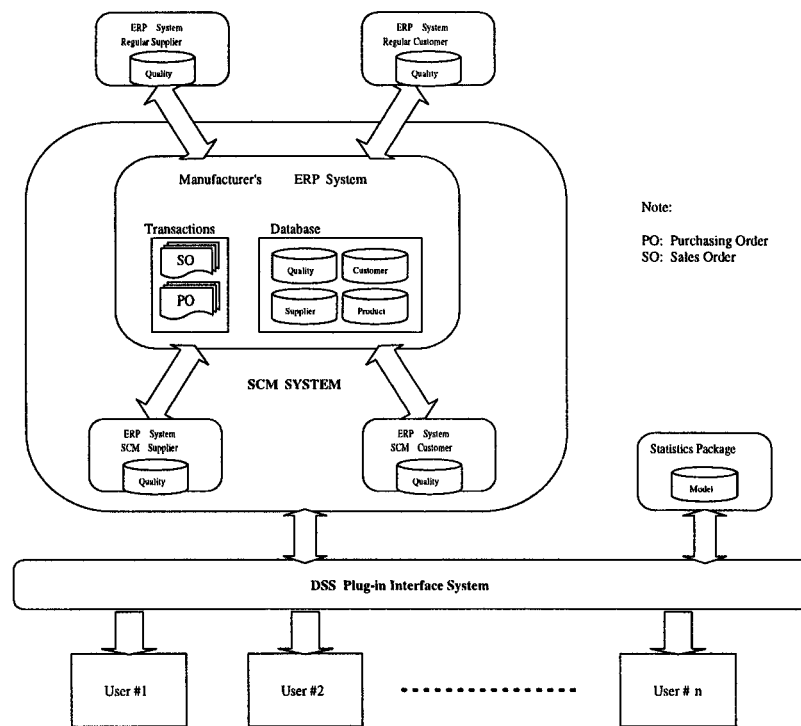 ERP System
Regular Supplier
Quality
ERP System
Regular Customer
Quality
Manufacturer's ERP System
Transactions
SO
PO
Database
Quality
Customer
Supplier
Product
Note:
PO: Purchasing Order
SO: Sales Order
SCM SYSTEM
ERP System
SCM Supplier
Quality
ERP System
SCM Customer
Quality
Statistics Package
Model
DSS Plug-in Interface System
User #1
User #2
User # n